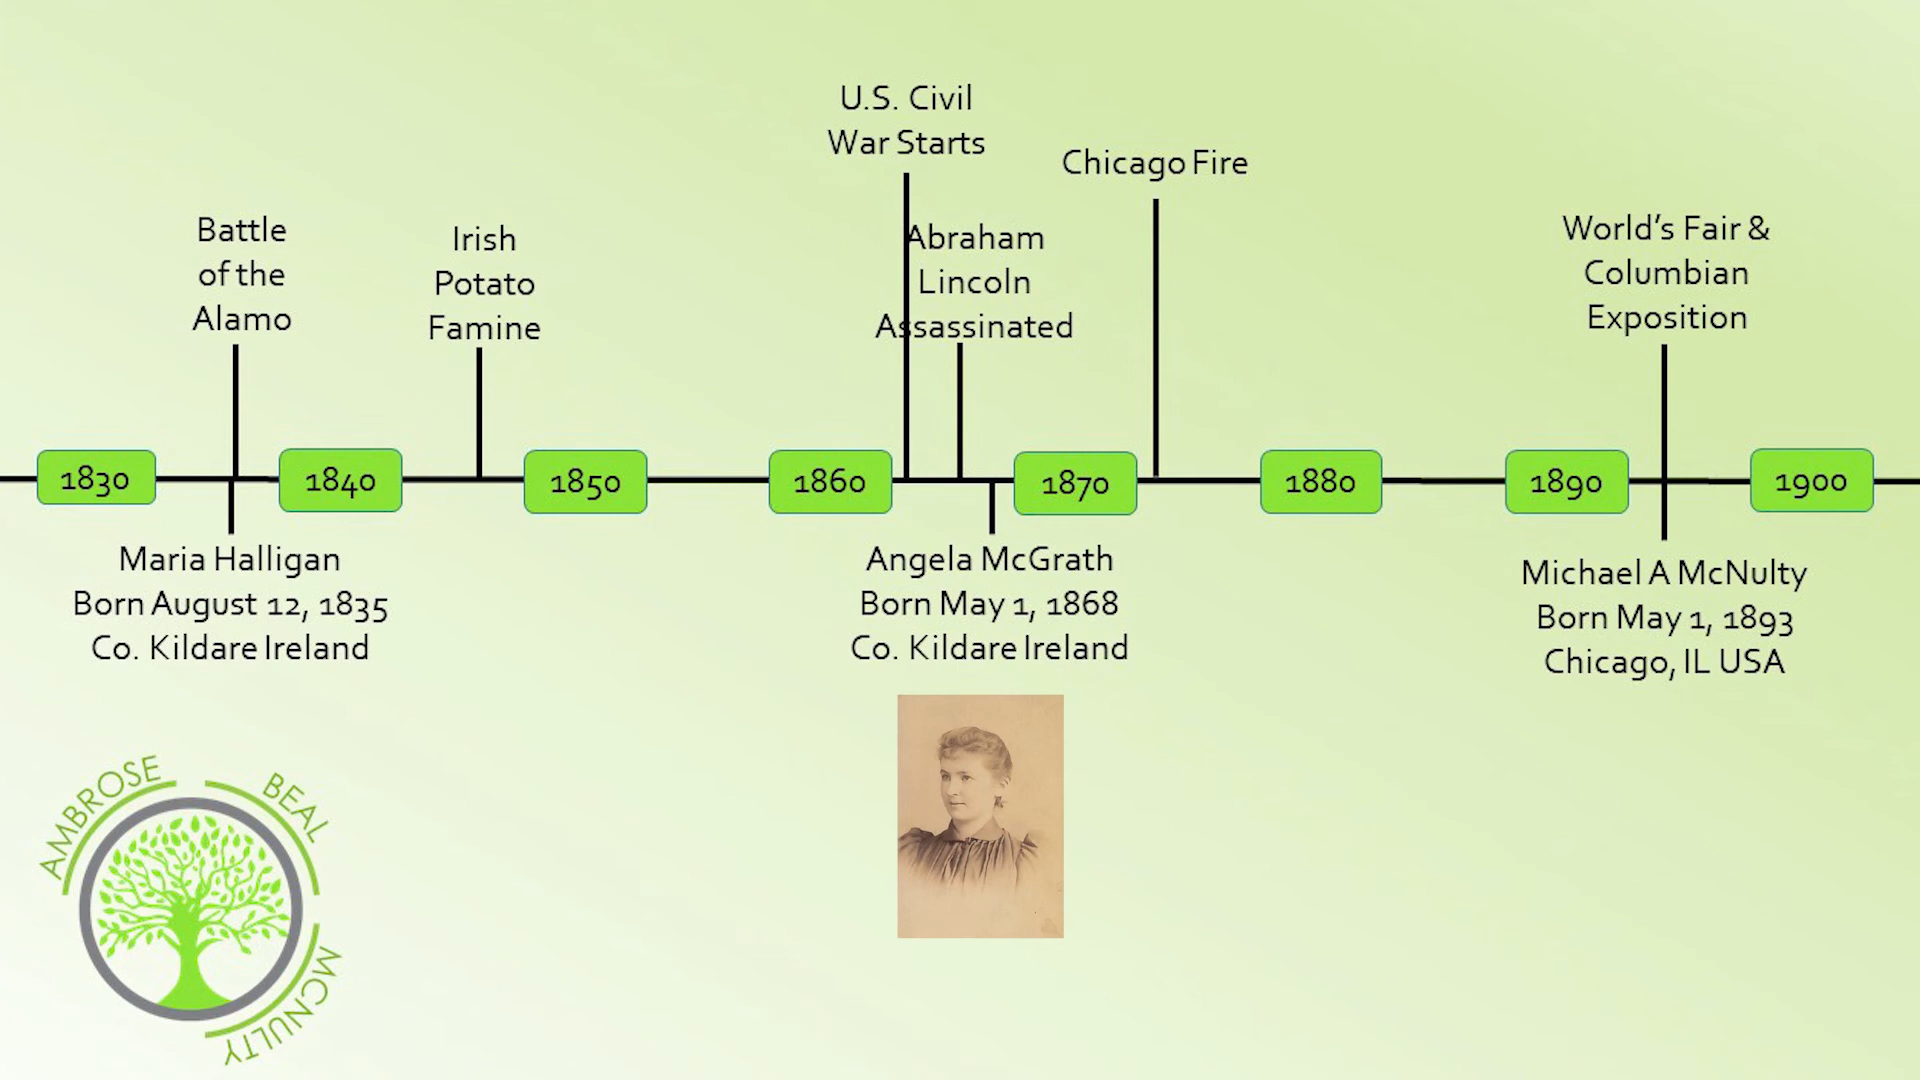 U.S. Civil
War Starts
Chicago Fire
Battle
of the
Alamo
Irish
Potato
Famine
Abraham
Lincoln
Assassinated
World’s Fair &
Columbian
Exposition
1830
1840
1850
1860
1870
1880
1890
1900
Maria Halligan
Born August 12, 1835
Co. Kildare Ireland
Angela McGrath
Born May 1, 1868
Co. Kildare Ireland
Michael A McNulty
Born May 1, 1893
Chicago, IL USA
AMBROSE
BEAL
MCNULTY